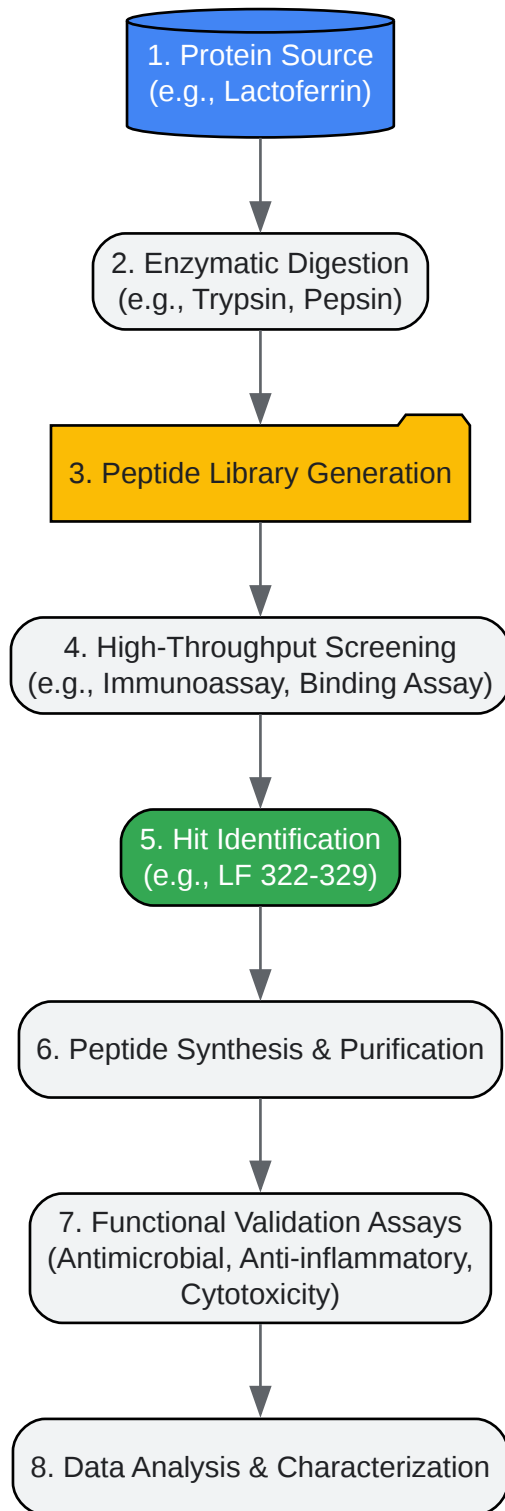 1. Protein Source
(e.g., Lactoferrin)
2. Enzymatic Digestion
(e.g., Trypsin, Pepsin)
3. Peptide Library Generation
4. High-Throughput Screening
(e.g., Immunoassay, Binding Assay)
5. Hit Identification
(e.g., LF 322-329)
6. Peptide Synthesis & Purification
7. Functional Validation Assays
(Antimicrobial, Anti-inflammatory,
Cytotoxicity)
8. Data Analysis & Characterization